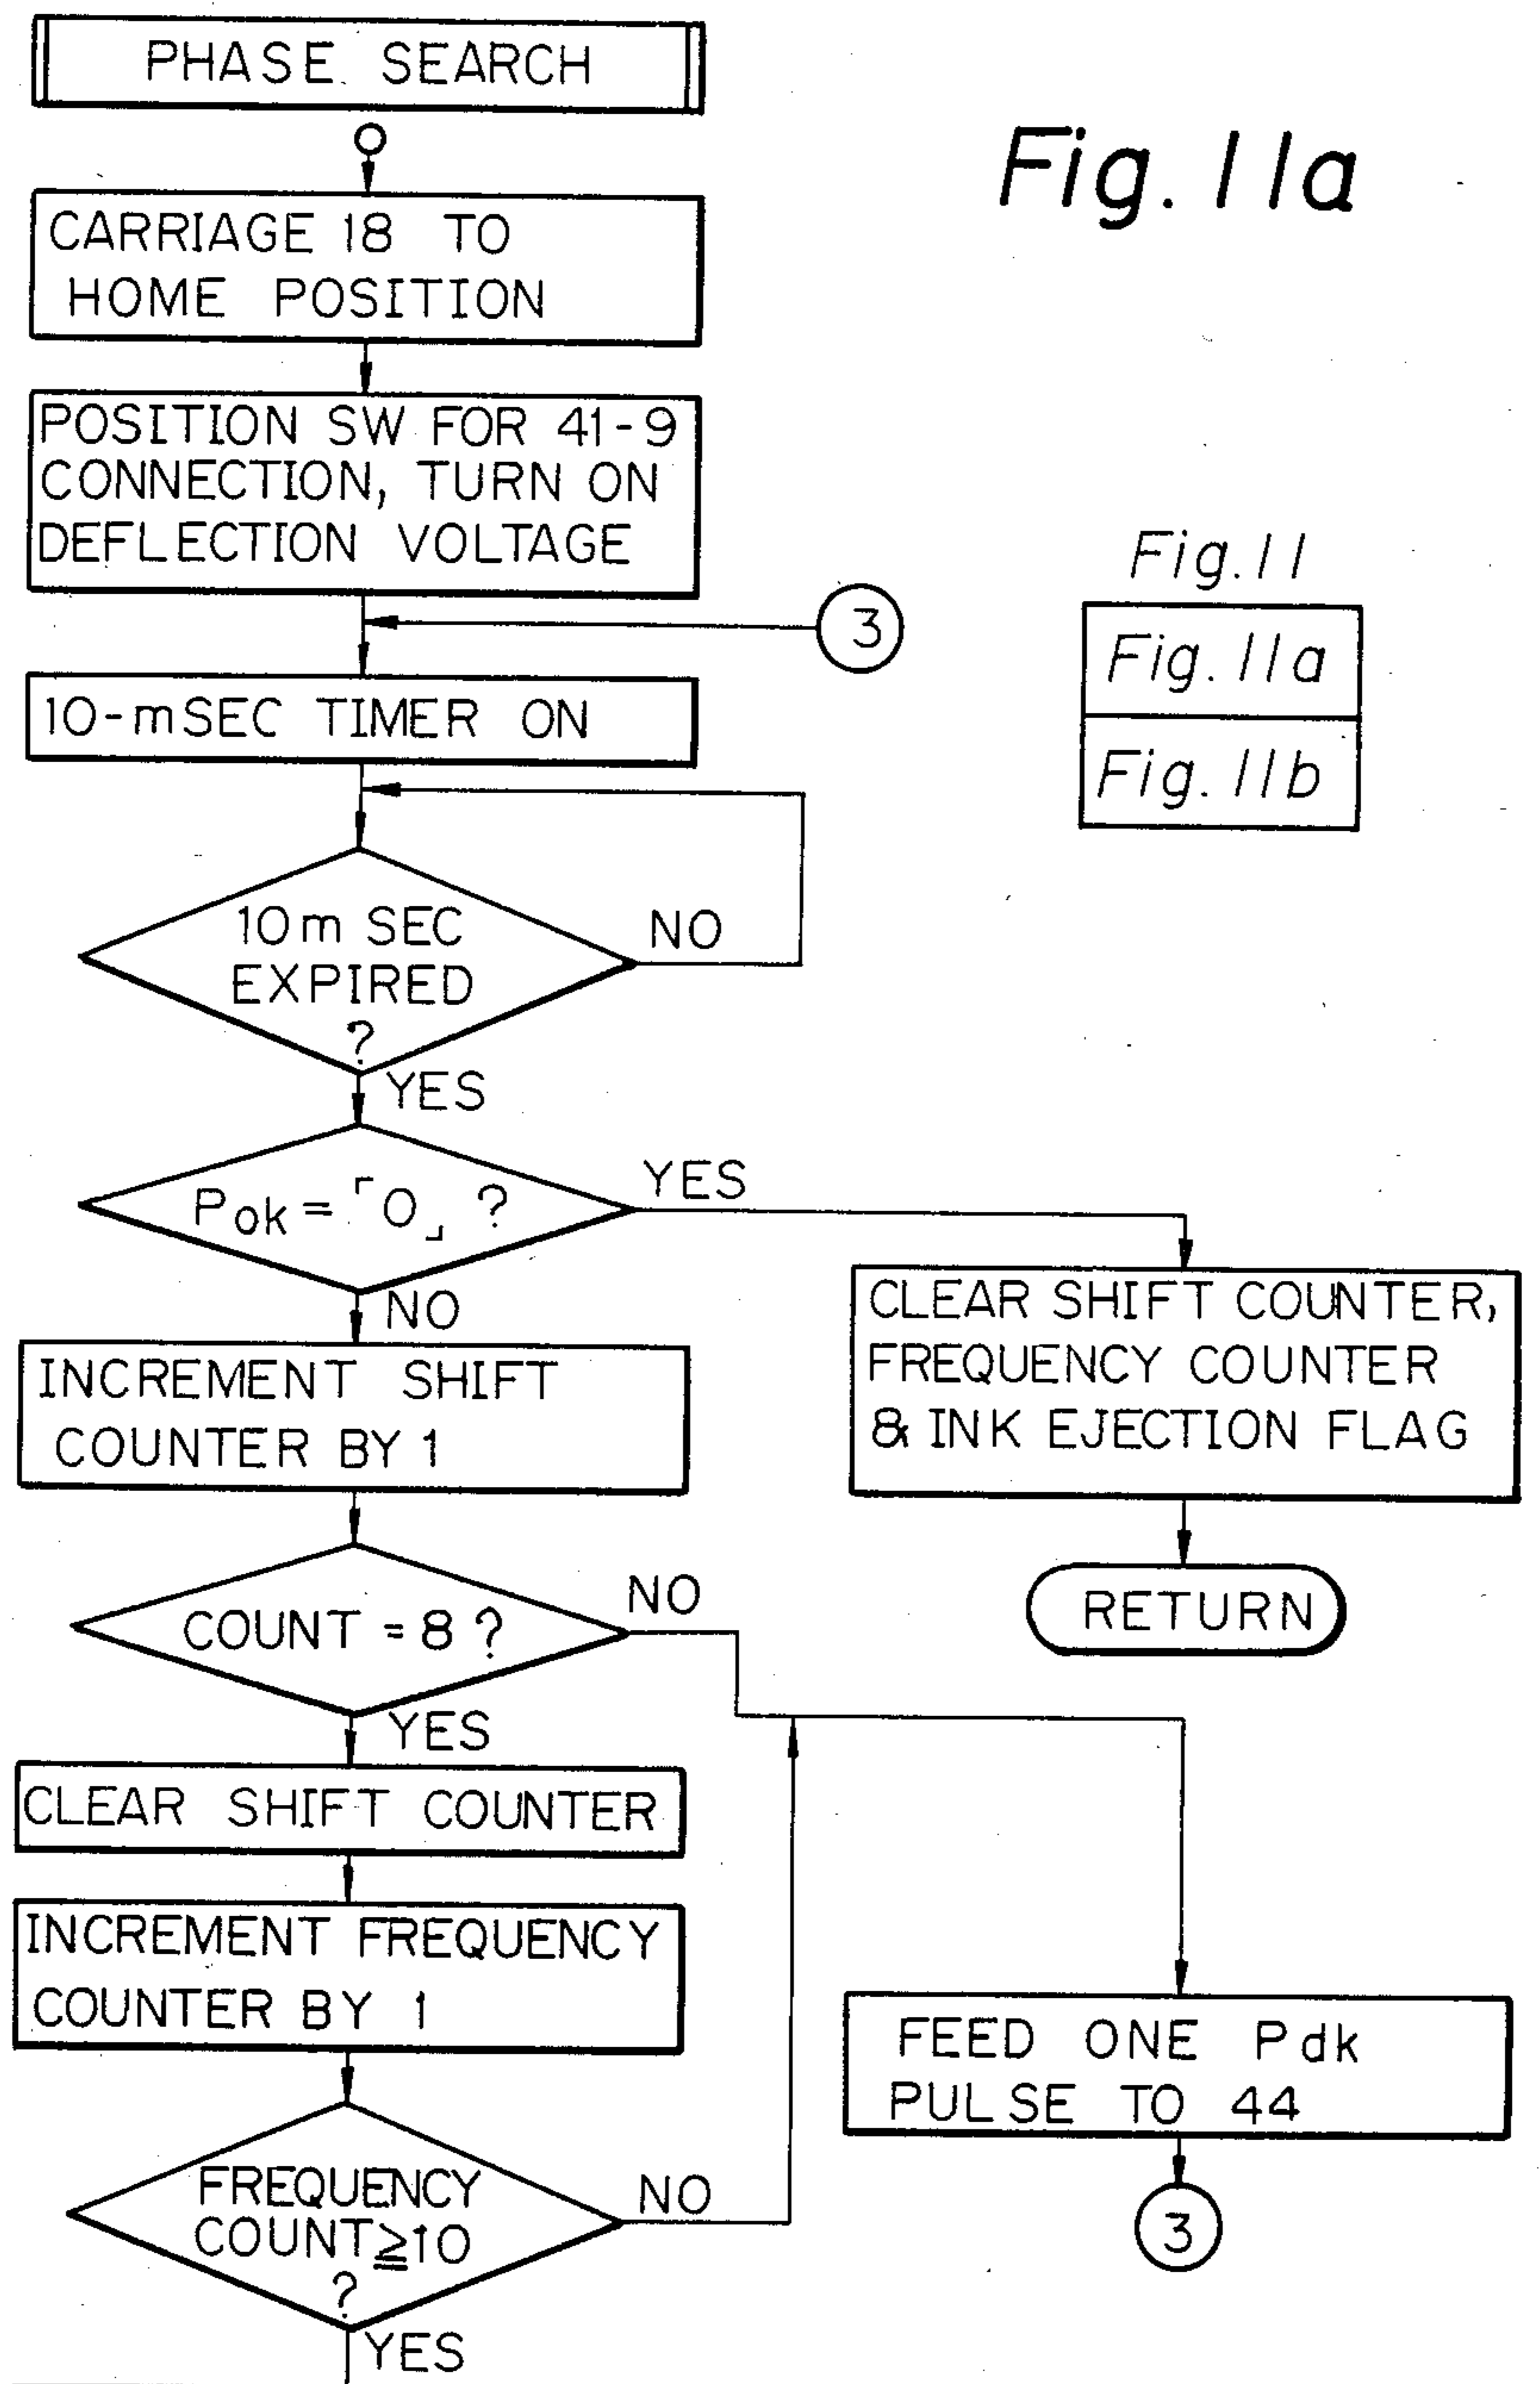 PHASE SEARCH
Fig. 11a
CARRIAGE 18 TO
HOME POSITION
POSITION SW FOR 41-9
CONNECTION, TURN ON
DEFLECTION VOLTAGE
3
Fig. 11
Fig. 11a
Fig. 11b
10-mSEC TIMER ON
10m SEC
EXPIRED
?
NO
YES
Pok = 「0」 ?
YES
NO
CLEAR SHIFT COUNTER,
FREQUENCY COUNTER
& INK EJECTION FLAG
RETURN
INCREMENT SHIFT
COUNTER BY 1
COUNT = 8 ?
NO
YES
CLEAR SHIFT COUNTER
INCREMENT FREQUENCY
COUNTER BY 1
FREQUENCY
COUNT≧10
?
NO
YES
FEED ONE Pdk
PULSE TO 44
3